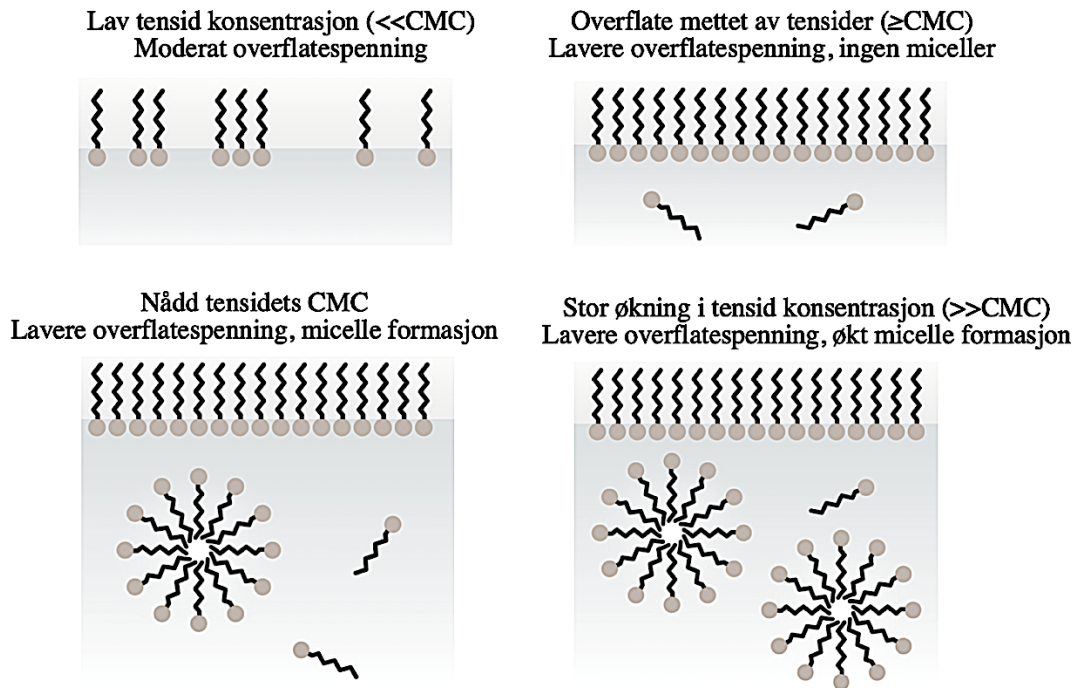 Lav tensid konsentrasjon (<<CMC)
Moderat overflatespenning
Overflate mettet av tensider (≥CMC)
Lavere overflatespenning, ingen miceller
Nådd tensidets CMC
Lavere overflatespenning, micelle formasjon
Stor økning i tensid konsentrasjon (>>CMC)
Lavere overflatespenning, økt micelle formasjon